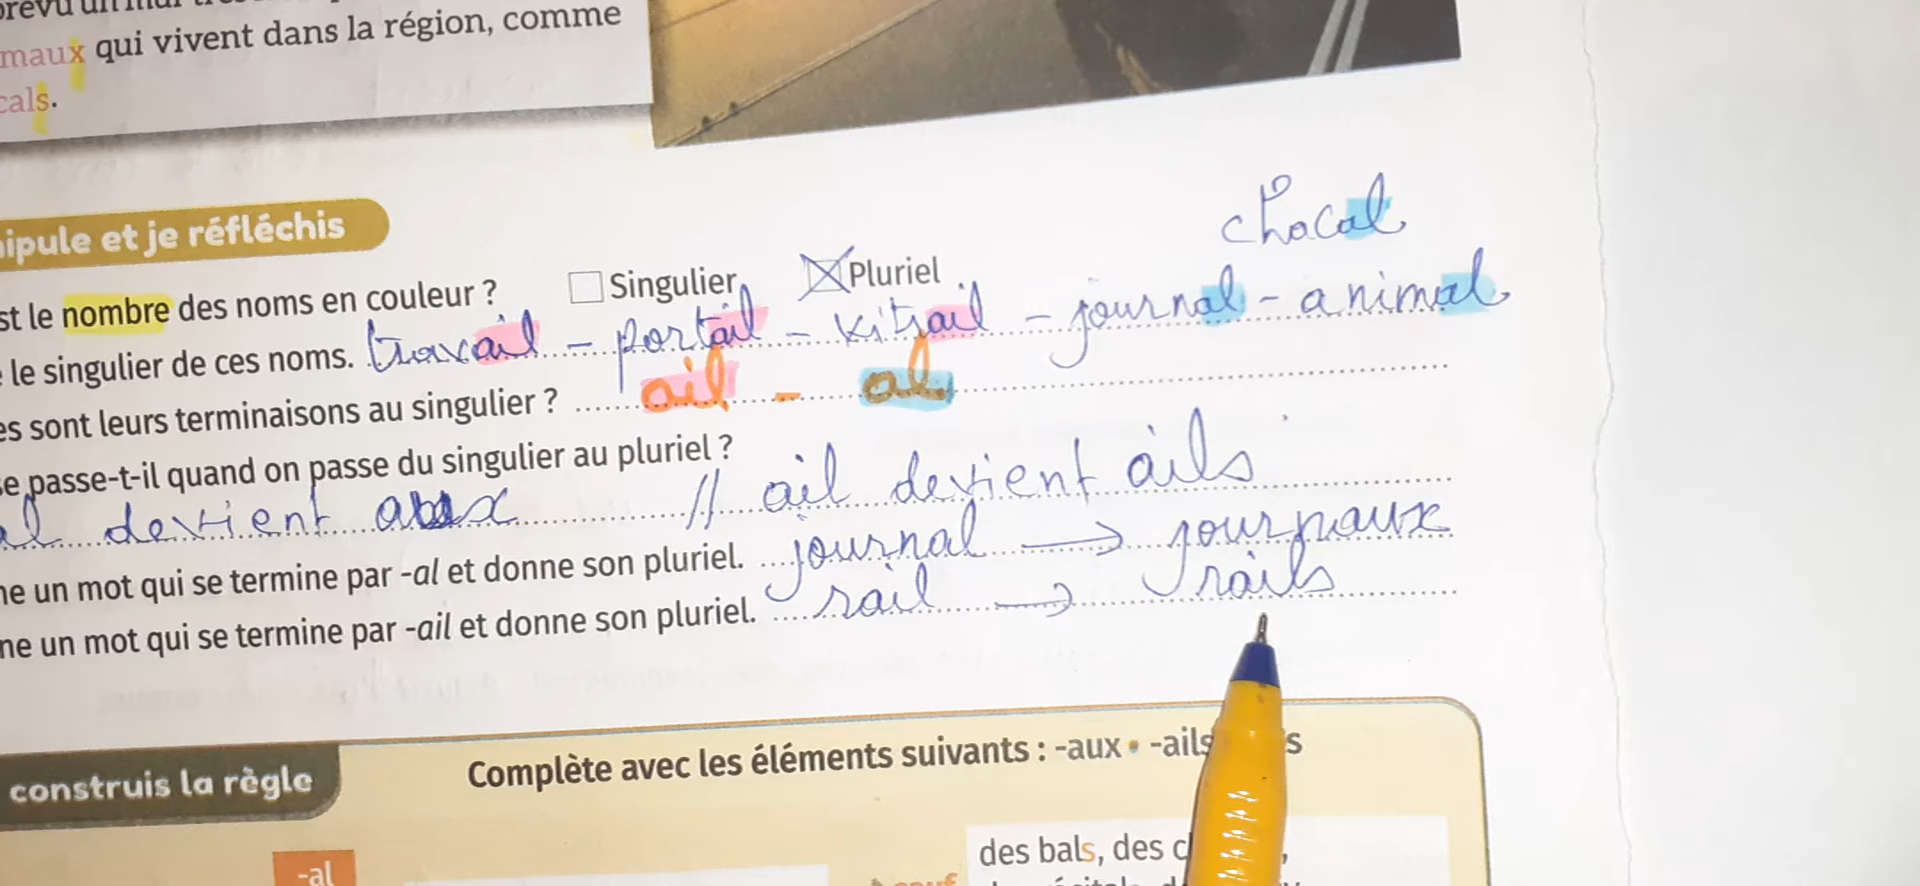 maux qui vivent dans la région, comme
cals.
ipule et je réfléchis
chacal
st le nombre des noms en couleur ? Singulier Pluriel
le singulier de ces noms. travail - portail - vitrail - journal - animal
es sont leurs terminaisons au singulier ? ail - al
se passe-t-il quand on passe du singulier au pluriel ?
al devient aux // ail devient ails
ne un mot qui se termine par -al et donne son pluriel. journal → journaux
ne un mot qui se termine par -ail et donne son pluriel. rail → rails
construis la règle
Complète avec les éléments suivants : -aux • -ails s
-al
des bals, des c